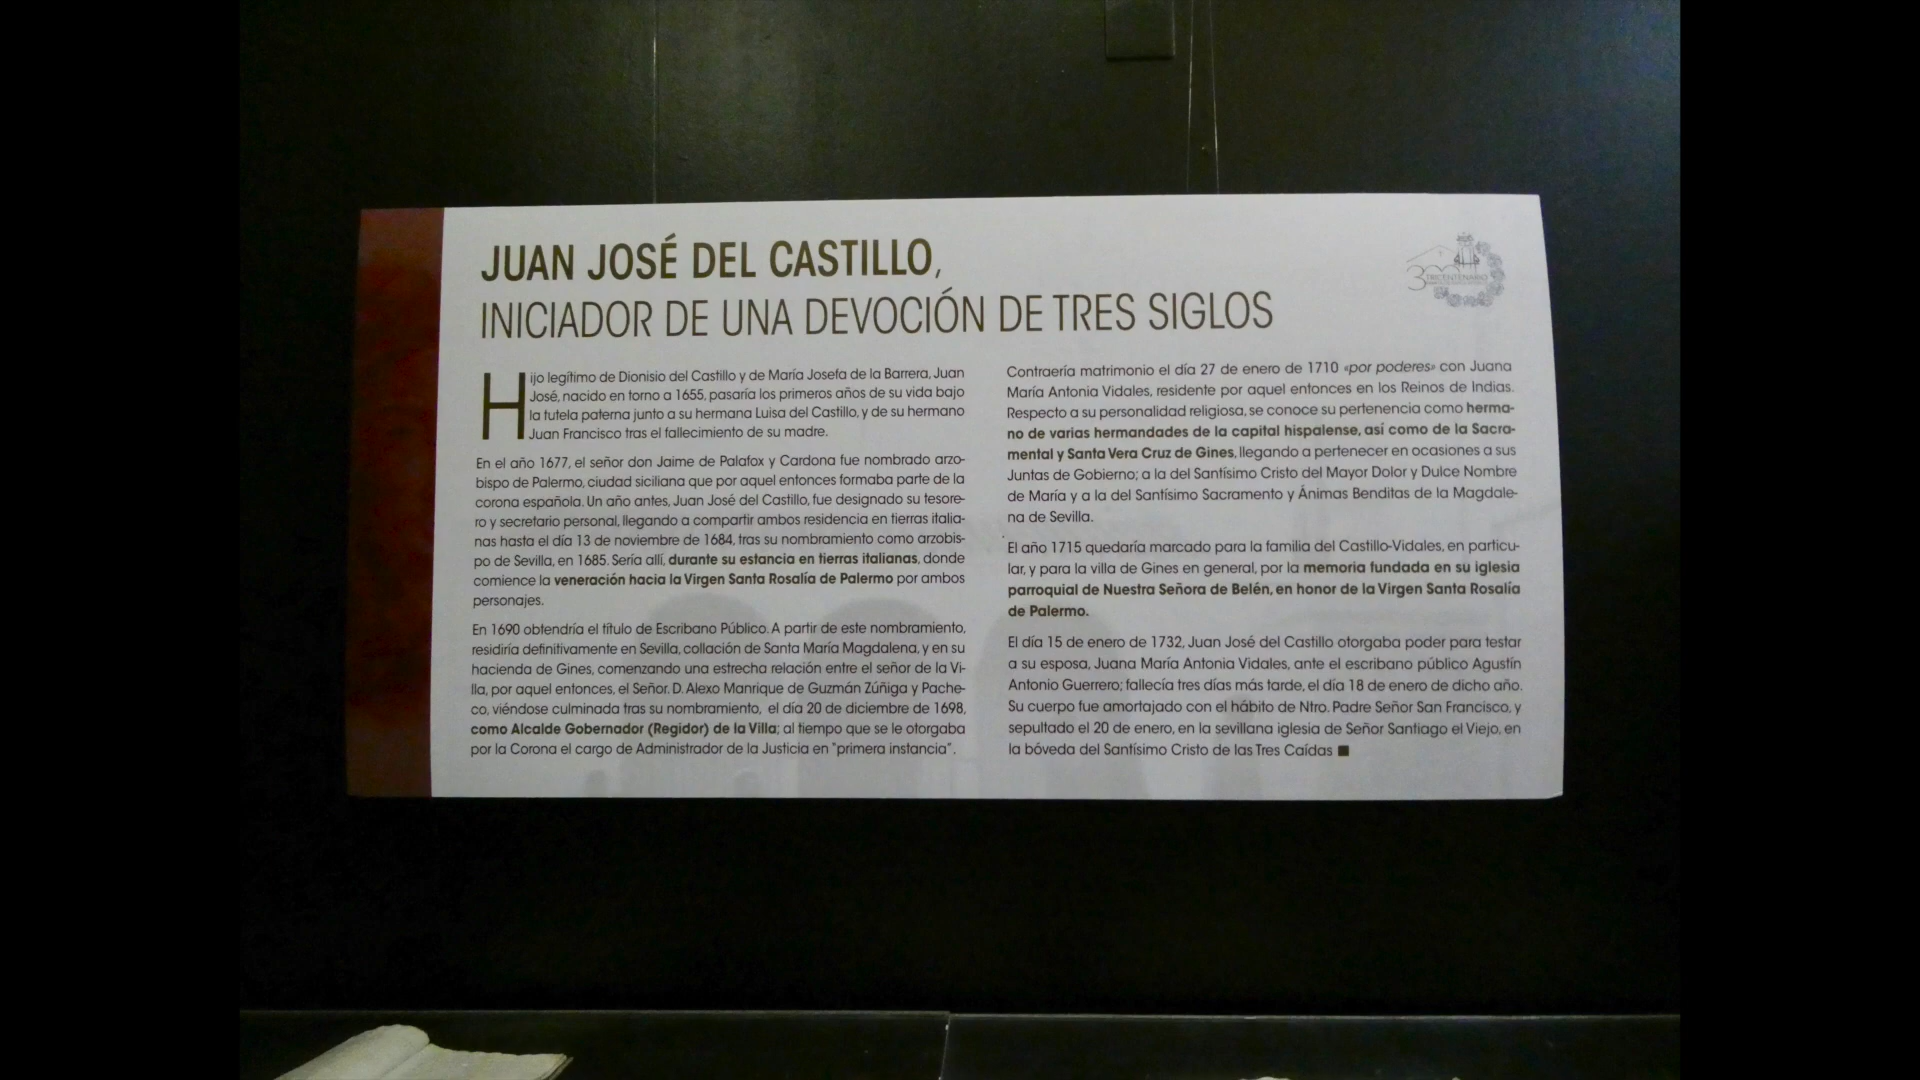 JUAN JOSÉ DEL CASTILLO,
INICIADOR DE UNA DEVOCIÓN DE TRES SIGLOS
TRICENTENARIO
Hijo legítimo de Dionisio del Castillo y de María Josefa de la Barrera, Juan
José, nacido en torno a 1655, pasaría los primeros años de su vida bajo
la tutela paterna junto a su hermana Luisa del Castillo, y de su hermano
Juan Francisco tras el fallecimiento de su madre.
En el año 1677, el señor don Jaime de Palafox y Cardona fue nombrado arzo-
bispo de Palermo, ciudad siciliana que por aquel entonces formaba parte de la
corona española. Un año antes, Juan José del Castillo, fue designado su tesore-
ro y secretario personal, llegando a compartir ambos residencia en tierras italia-
nas hasta el día 13 de noviembre de 1684, tras su nombramiento como arzobis-
po de Sevilla, en 1685. Sería allí, durante su estancia en tierras italianas, donde
comience la veneración hacia la Virgen Santa Rosalía de Palermo por ambos
personajes.
En 1690 obtendría el título de Escribano Público. A partir de este nombramiento,
residiría definitivamente en Sevilla, collación de Santa María Magdalena, y en su
hacienda de Gines, comenzando una estrecha relación entre el señor de la Vi-
lla, por aquel entonces, el Señor. D. Alexo Manrique de Guzmán Zúñiga y Pache-
co, viéndose culminada tras su nombramiento, el día 20 de diciembre de 1698,
como Alcalde Gobernador (Regidor) de la Villa; al tiempo que se le otorgaba
por la Corona el cargo de Administrador de la Justicia en "primera instancia".
Contraería matrimonio el día 27 de enero de 1710 «por poderes» con Juana
María Antonia Vidales, residente por aquel entonces en los Reinos de Indias.
Respecto a su personalidad religiosa, se conoce su pertenencia como herma-
no de varias hermandades de la capital hispalense, así como de la Sacra-
mental y Santa Vera Cruz de Gines, llegando a pertenecer en ocasiones a sus
Juntas de Gobierno; a la del Santísimo Cristo del Mayor Dolor y Dulce Nombre
de María y a la del Santísimo Sacramento y Ánimas Benditas de la Magdale-
na de Sevilla.
El año 1715 quedaría marcado para la familia del Castillo-Vidales, en particu-
lar, y para la villa de Gines en general, por la memoria fundada en su iglesia
parroquial de Nuestra Señora de Belén, en honor de la Virgen Santa Rosalía
de Palermo.
El día 15 de enero de 1732, Juan José del Castillo otorgaba poder para testar
a su esposa, Juana María Antonia Vidales, ante el escribano público Agustín
Antonio Guerrero; fallecía tres días más tarde, el día 18 de enero de dicho año.
Su cuerpo fue amortajado con el hábito de Ntro. Padre Señor San Francisco, y
sepultado el 20 de enero, en la sevillana iglesia de Señor Santiago el Viejo, en
la bóveda del Santísimo Cristo de las Tres Caídas